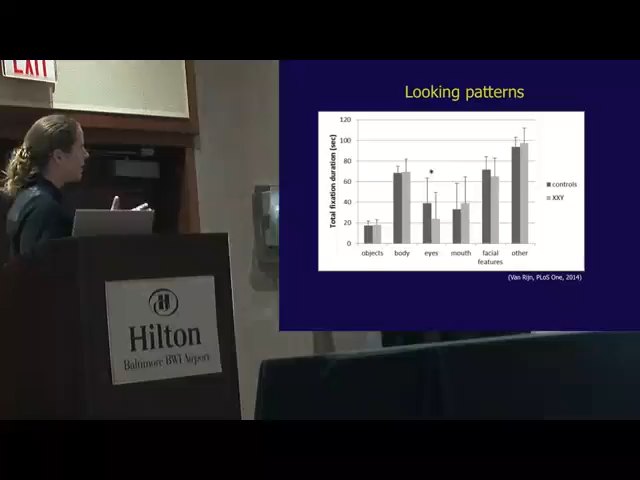 EXIT
Looking patterns
120
100
80
60
40
20
0
Total fixation duration (sec)
*
objects
body
eyes
mouth
facial features
other
controls
XXY
(Van Rijn, PLoS One, 2014)
H
Hilton
Baltimore BWI Airport